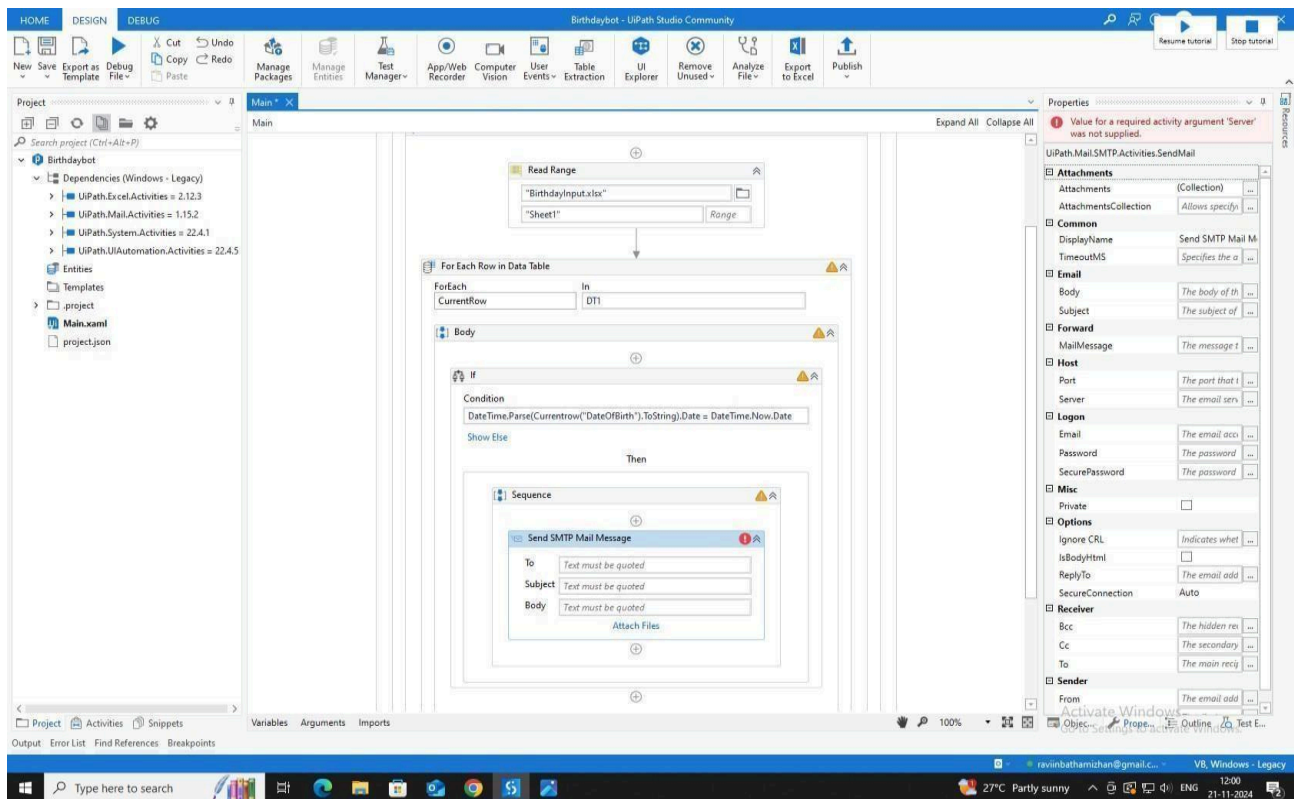 HOME DESIGN DEBUG Birthdaybot - UiPath Studio Community
Resume tutorial Stop tutorial
New Save Export as Template Debug File Cut Copy Paste Undo Redo Manage Packages Manage Entities Test Manager App/Web Recorder Computer Vision User Events Table Extraction UI Explorer Remove Unused Analyze File Export to Excel Publish
Project
Search project (Ctrl+Alt+P)
Birthdaybot
Dependencies (Windows - Legacy)
UiPath.Excel.Activities = 2.12.3
UiPath.Mail.Activities = 1.15.2
UiPath.System.Activities = 22.4.1
UiPath.UIAutomation.Activities = 22.4.5
Entities
Templates
.project
Main.xaml
project.json
Project Activities Snippets
Main *
Main Expand All Collapse All
Read Range
"BirthdayInput.xlsx"
"Sheet1" Range
For Each Row in Data Table
ForEach In
CurrentRow DT1
Body
If
Condition
DateTime.Parse(Currentrow("DateOfBirth").ToString).Date = DateTime.Now.Date
Show Else
Then
Sequence
Send SMTP Mail Message
To Text must be quoted
Subject Text must be quoted
Body Text must be quoted
Attach Files
Variables Arguments Imports 100%
Properties
Resources
Value for a required activity argument 'Server'
was not supplied.
UiPath.Mail.SMTP.Activities.SendMail
Attachments
Attachments (Collection) ...
AttachmentsCollection Allows specifyi ...
Common
DisplayName Send SMTP Mail M
TimeoutMS Specifies the a ...
Email
Body The body of th ...
Subject The subject of ...
Forward
MailMessage The message t ...
Host
Port The port that t ...
Server The email serv ...
Logon
Email The email acco ...
Password The password ...
SecurePassword The password ...
Misc
Private
Options
Ignore CRL Indicates whet ...
IsBodyHtml
ReplyTo The email add ...
SecureConnection Auto
Receiver
Bcc The hidden rec ...
Cc The secondary ...
To The main recip ...
Sender
From The email add ...
Activate Windows
Go to Settings to activate Windows.
Objec... Prope... Outline Test E...
Output Error List Find References Breakpoints
raviinbathamizhan@gmail.c... VB, Windows - Legacy
Type here to search 27°C Partly sunny ENG 12:00
21-11-2024 2